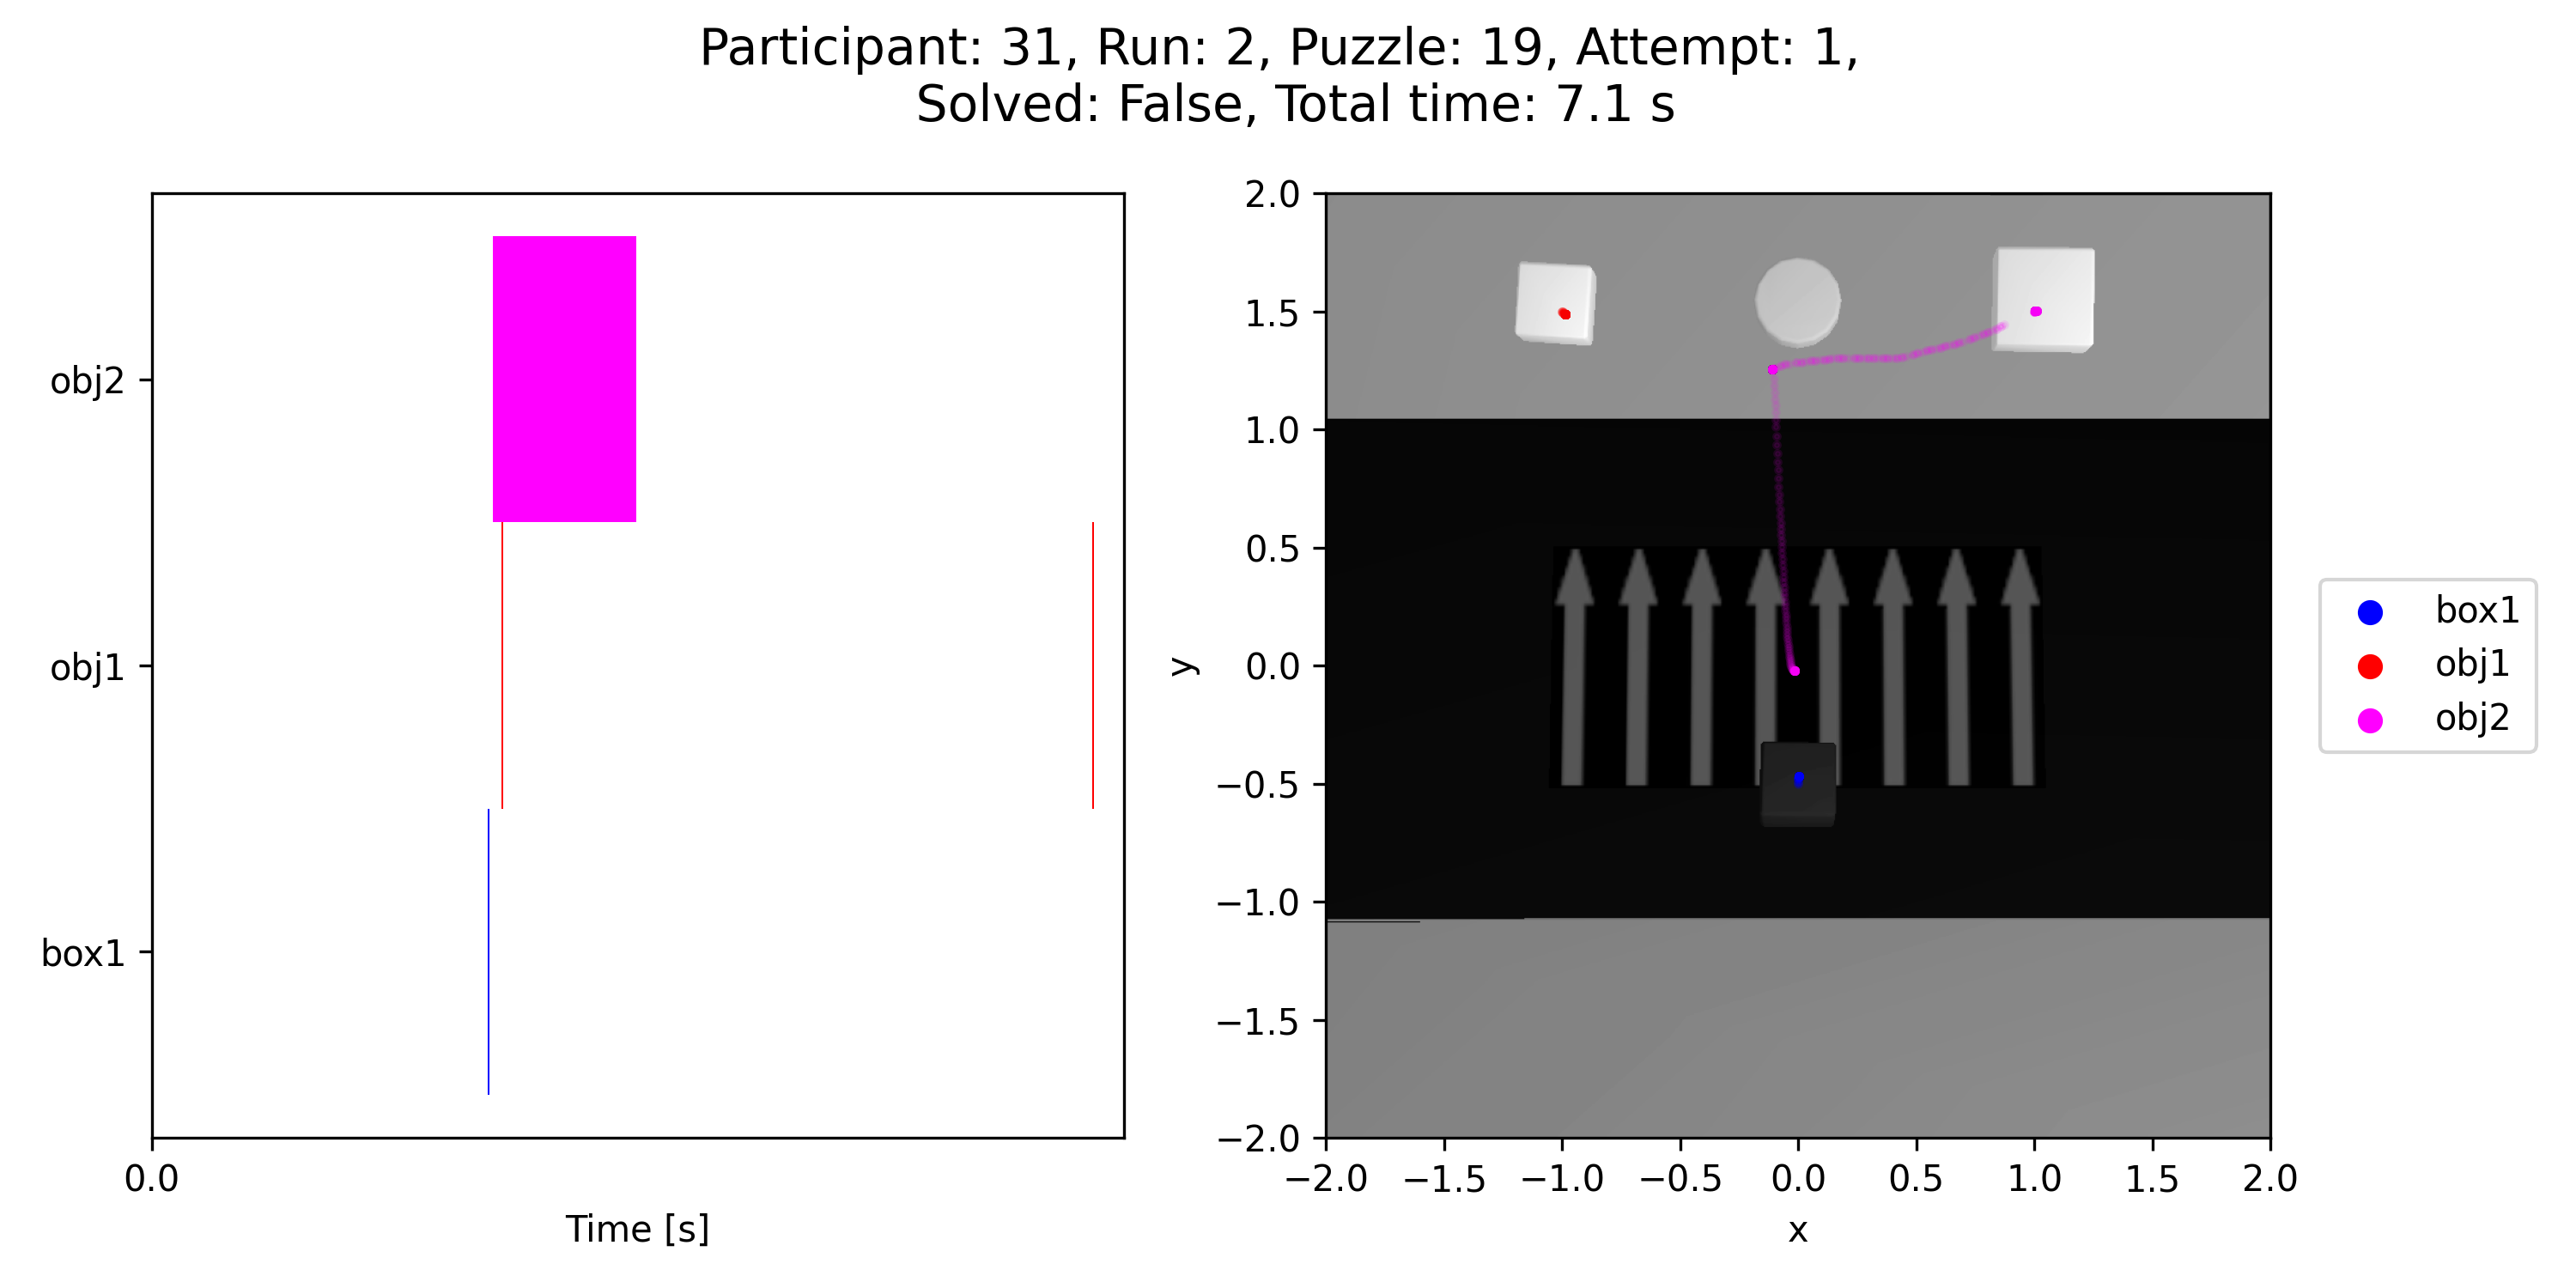 Participant: 31, Run: 2, Puzzle: 19, Attempt: 1,
Solved: False, Total time: 7.1 s
obj2
obj1
box1
0.0
Time [s]
2.0
1.5
1.0
0.5
0.0
−0.5
−1.0
−1.5
−2.0
y
−2.0 −1.5 −1.0 −0.5 0.0 0.5 1.0 1.5 2.0
x
box1
obj1
obj2